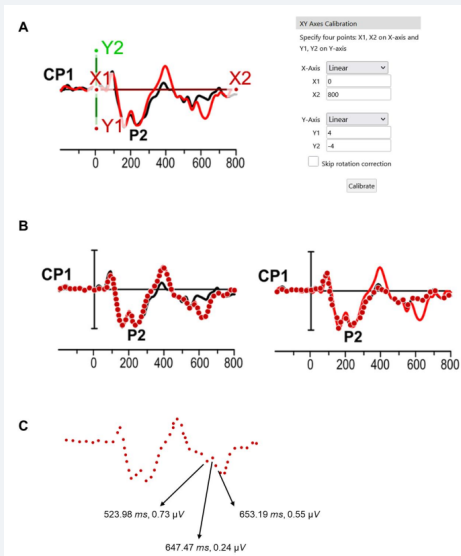 A
Y2
CP1
X1
X2
Y1
P2
0 200 400 600 800
XY Axes Calibration
Specify four points: X1, X2 on X-axis and
Y1, Y2 on Y-axis
X-Axis Linear
X1 0
X2 800
Y-Axis Linear
Y1 4
Y2 -4
Skip rotation correction
Calibrate
B
CP1
P2
0 200 400 600 800
CP1
P2
0 200 400 600 800
C
523.98 ms, 0.73 µV
653.19 ms, 0.55 µV
647.47 ms, 0.24 µV